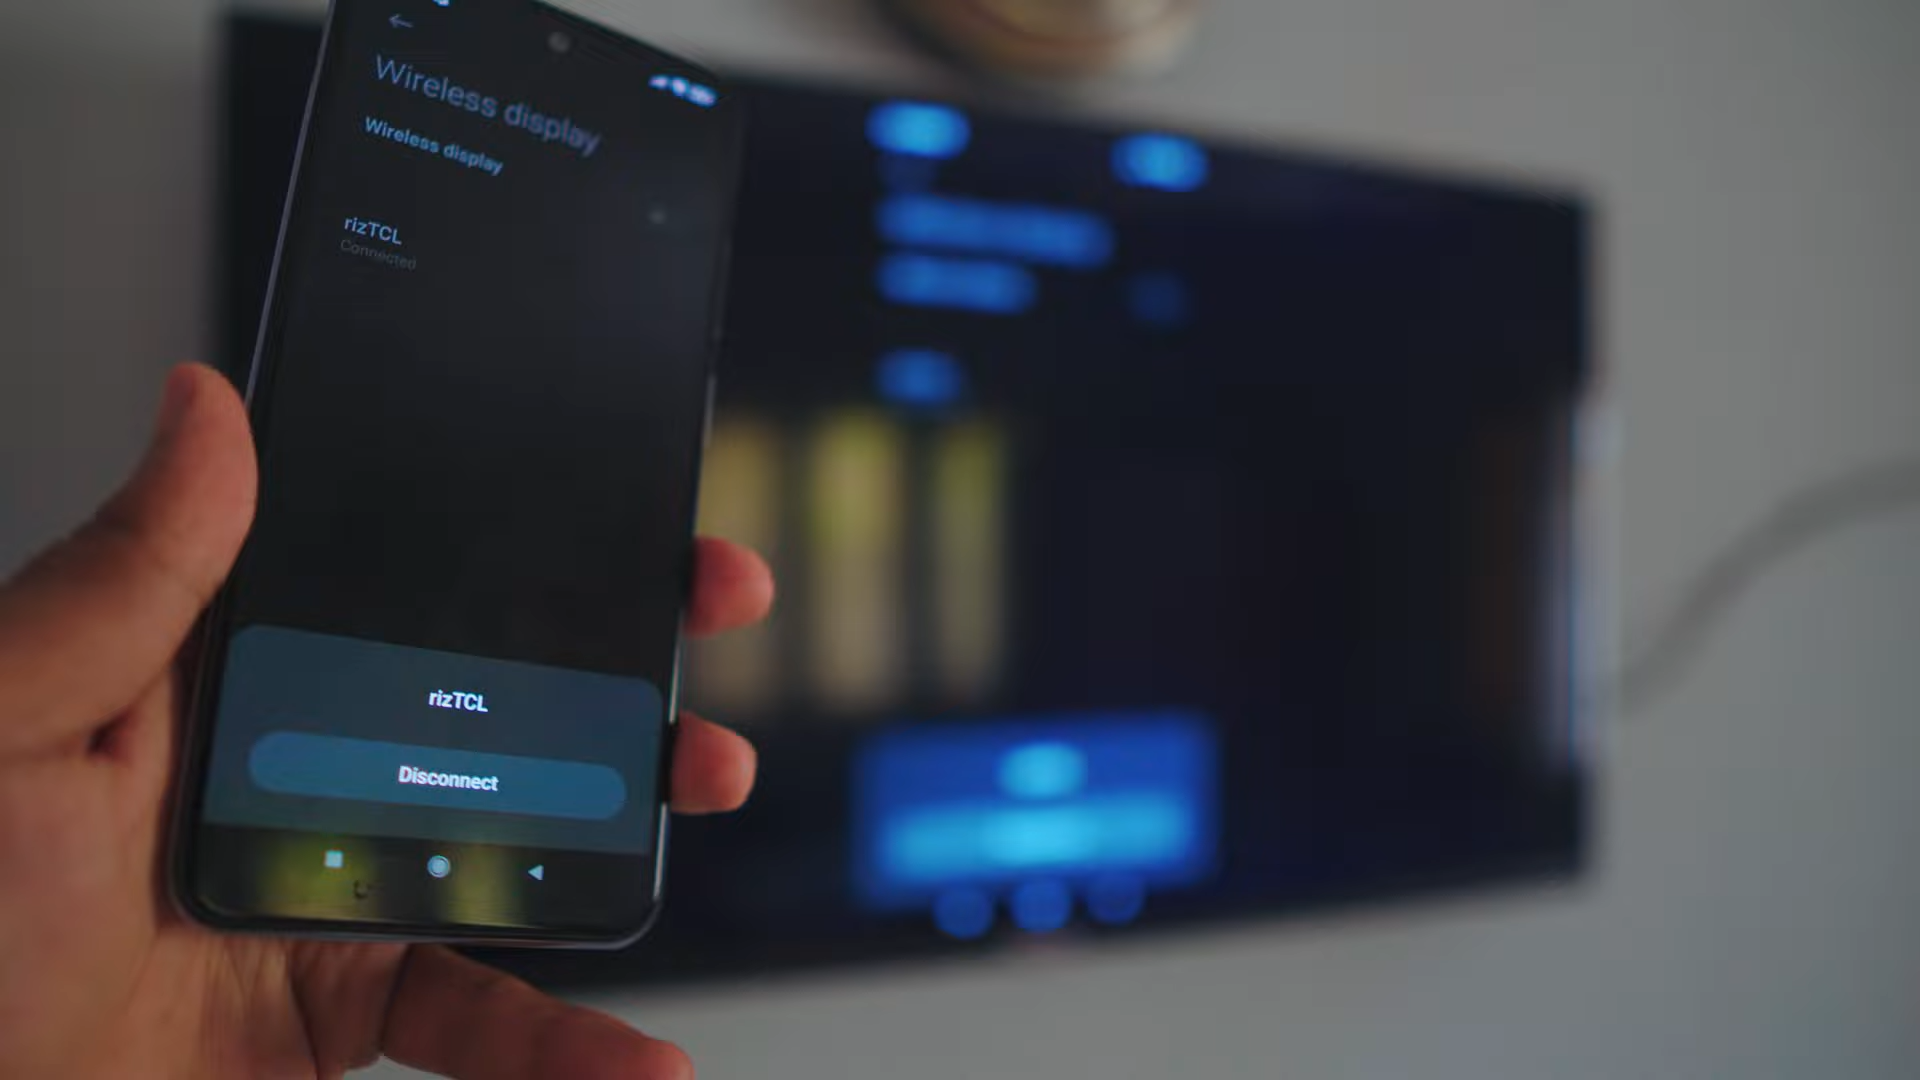 Wireless display
Wireless display
rizTCL
Connected
rizTCL
Disconnect